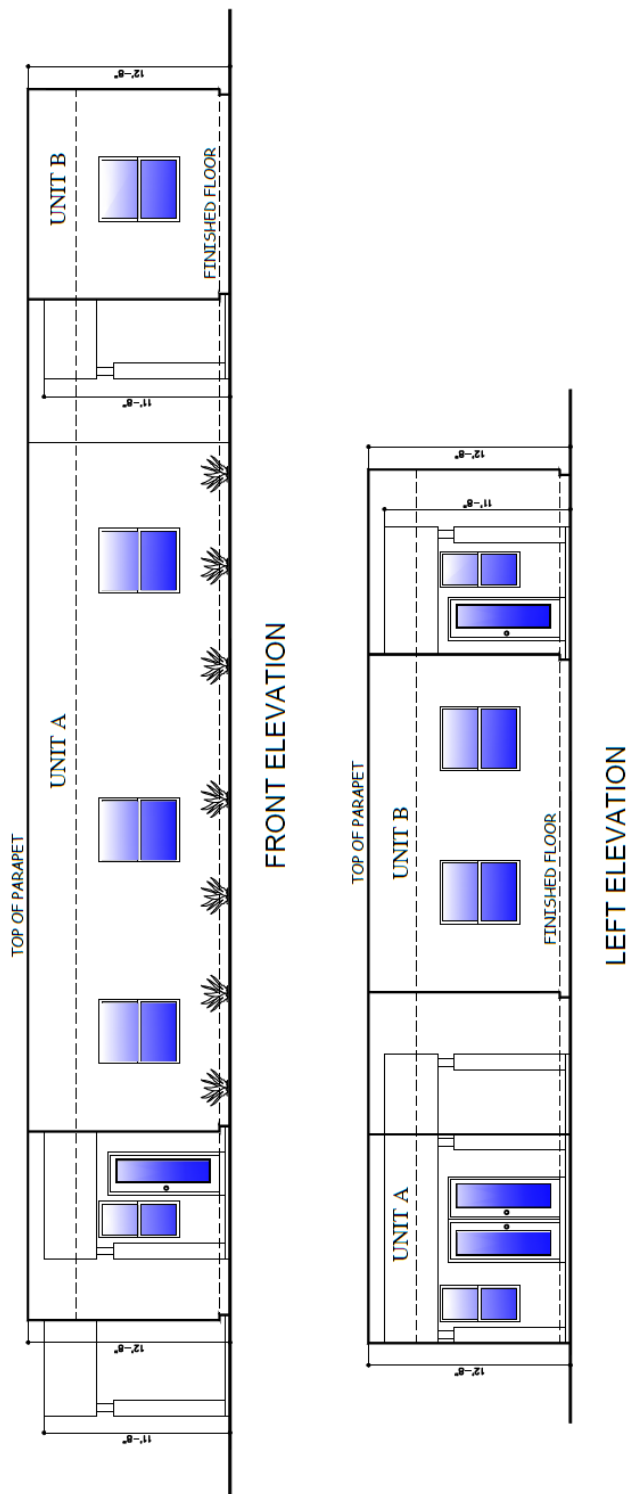 TOP OF PARAPET
UNIT A
UNIT B
FINISHED FLOOR
11'-8"
12'-8"
11'-8"
12'-8"
FRONT ELEVATION
TOP OF PARAPET
UNIT A
UNIT B
FINISHED FLOOR
12'-8"
11'-8"
12'-8"
LEFT ELEVATION